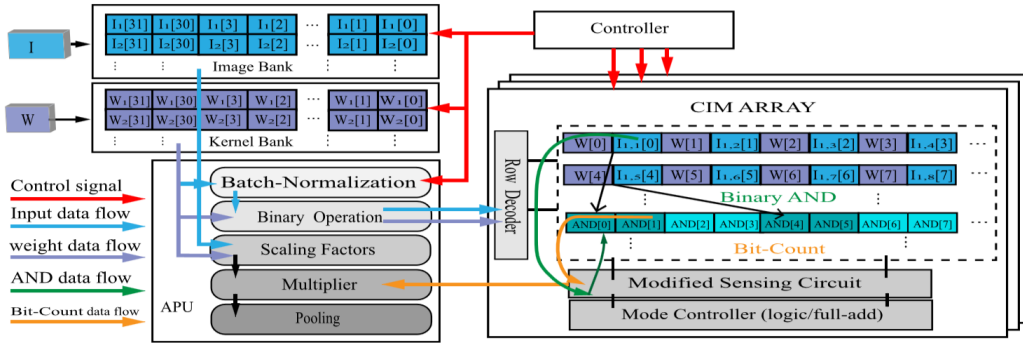 I
I₁[31] I₁[30] I₁[3] I₁[2] ... I₁[1] I₁[0]
I₂[31] I₂[30] I₂[3] I₂[2] ... I₂[1] I₂[0]
Image Bank
W
W₁[31] W₁[30] W₁[3] W₁[2] ... W₁[1] W₁[0]
W₂[31] W₂[30] W₂[3] W₂[2] ... W₂[1] W₂[0]
Kernel Bank
Controller
Control signal
Input data flow
weight data flow
AND data flow
Bit-Count data flow
Batch-Normalization
Binary Operation
Scaling Factors
Multiplier
Pooling
APU
CIM ARRAY
Row Decoder
W[0] I₁,₁[0] W[1] I₁,₂[1] W[2] I₁,₃[2] W[3] I₁,₄[3] ...
W[4] I₁,₅[4] W[5] I₁,₆[5] W[6] I₁,₇[6] W[7] I₁,₈[7] ...
Binary AND
AND[0] AND[1] AND[2] AND[3] AND[4] AND[5] AND[6] AND[7] ...
Bit-Count
Modified Sensing Circuit
Mode Controller (logic/full-add)